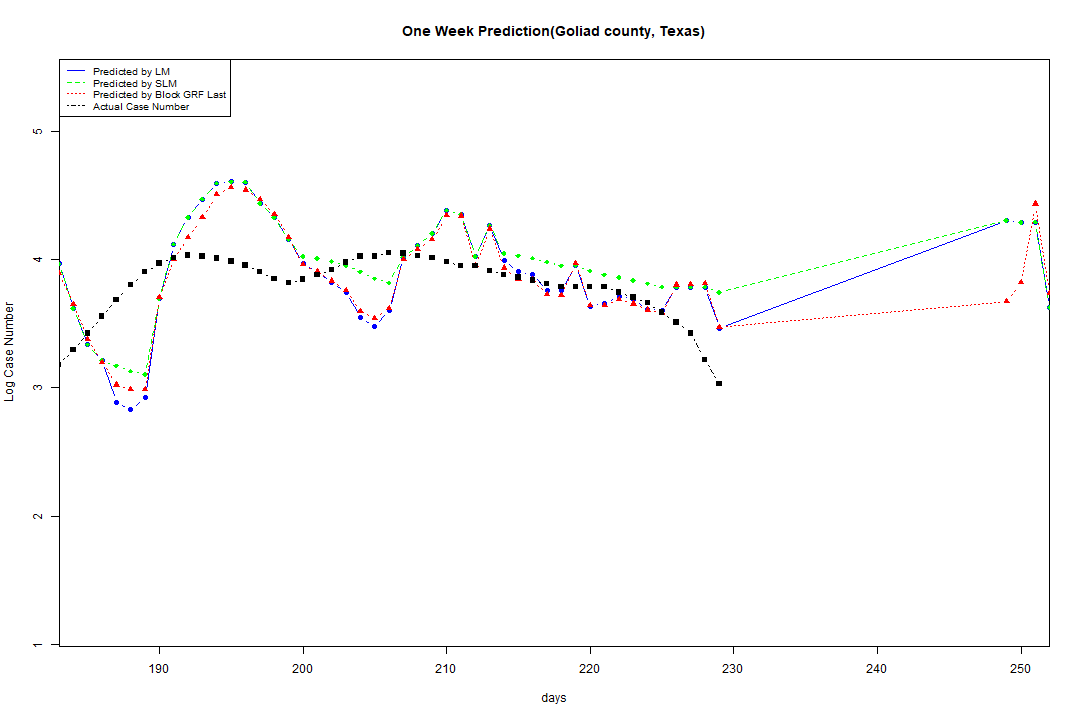 One Week Prediction(Goliad county, Texas)
Predicted by LM
Predicted by SLM
Predicted by Block GRF Last
Actual Case Number
5
4
3
2
1
Log Case Number
190 200 210 220 230 240 250
days